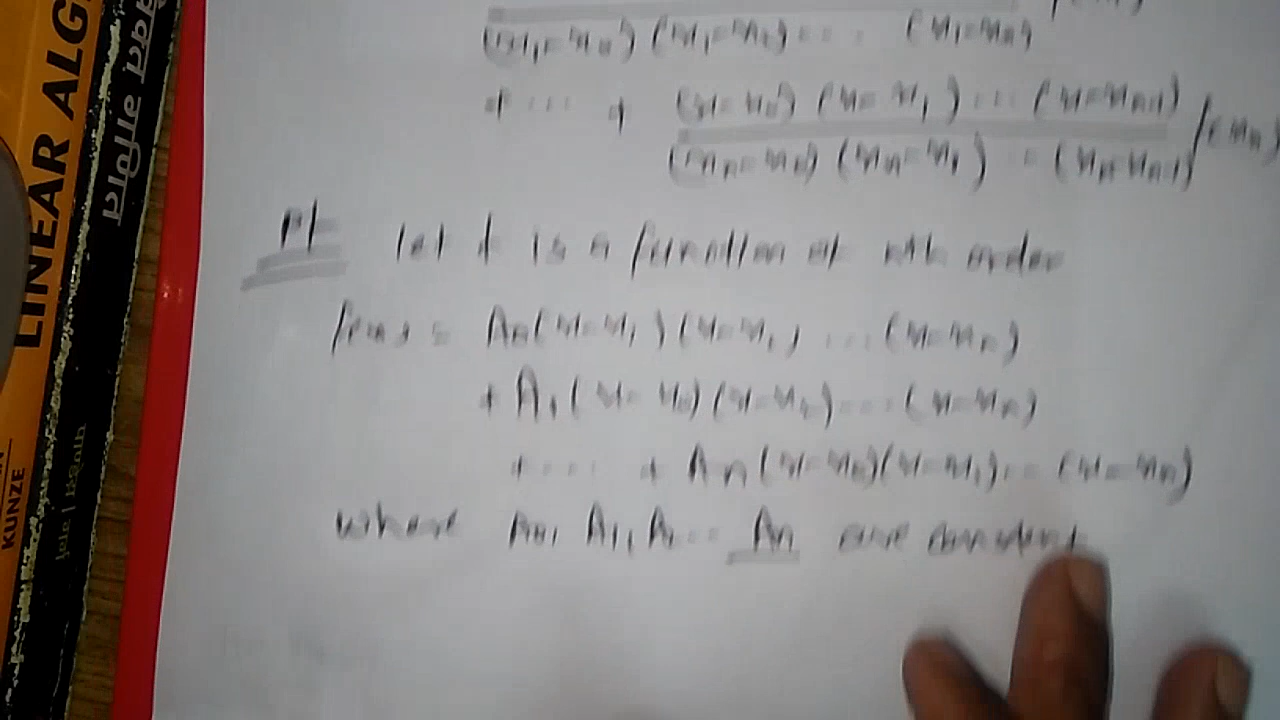 (x₁-x₀) (x₁-x₂) ... (x₁-xₙ)
+ ... + (x-x₀) (x-x₁) ... (x-xₙ₋₁)
(xₙ-x₀) (xₙ-x₁) ... (xₙ-xₙ₋₁) f(xₙ)
Pf Let f is a function of nth order
f(x) = A₀(x-x₁)(x-x₂) ... (x-xₙ)
+ A₁(x-x₀)(x-x₂) ... (x-xₙ)
+ ... + Aₙ(x-x₀)(x-x₁) ... (x-xₙ)
where A₀, A₁, A₂ ... Aₙ are constant
LINEAR ALG
KUNZE